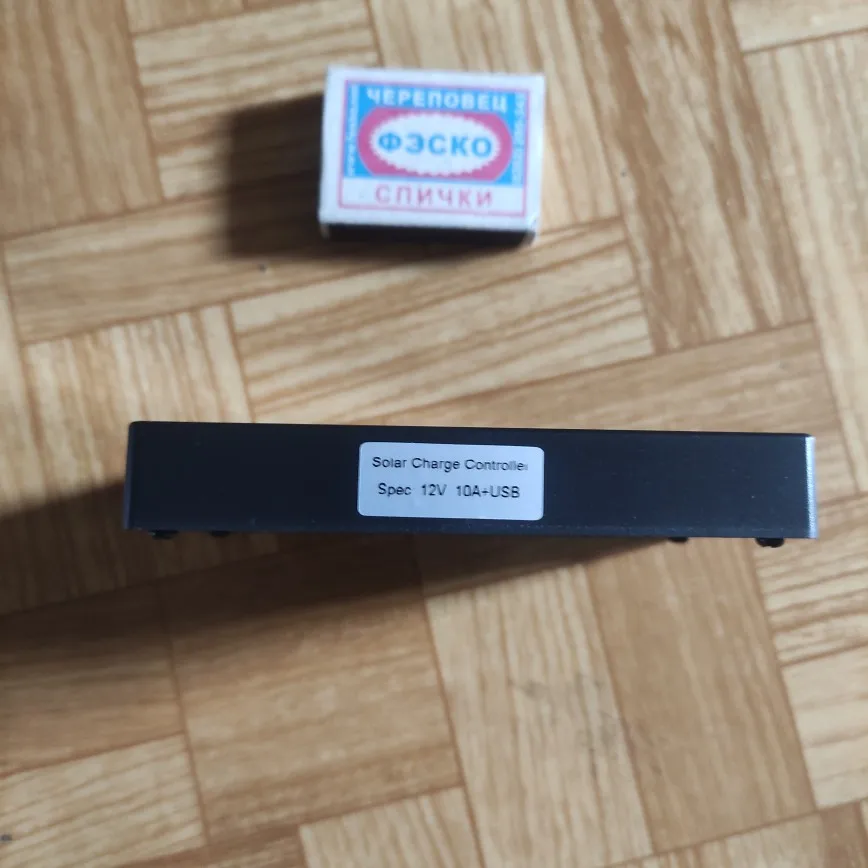 ЧЕРЕПОВЕЦ
ФЭСКО
СПИЧКИ
Solar Charge Controller
Spec 12V 10A+USB